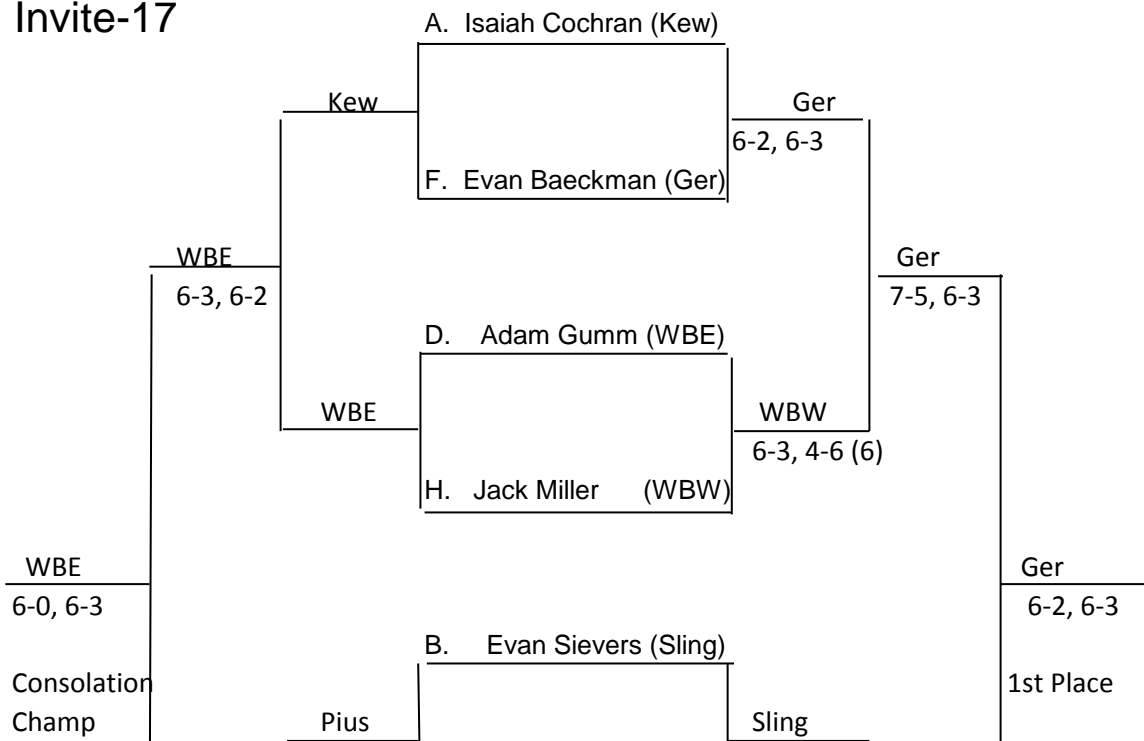 Invite-17
A. Isaiah Cochran (Kew)
Kew
Ger
6-2, 6-3
F. Evan Baeckman (Ger)
WBE
Ger
6-3, 6-2
7-5, 6-3
D. Adam Gumm (WBE)
WBE
WBW
6-3, 4-6 (6)
H. Jack Miller (WBW)
WBE
Ger
6-0, 6-3
6-2, 6-3
B. Evan Sievers (Sling)
Consolation
1st Place
Champ
Pius
Sling